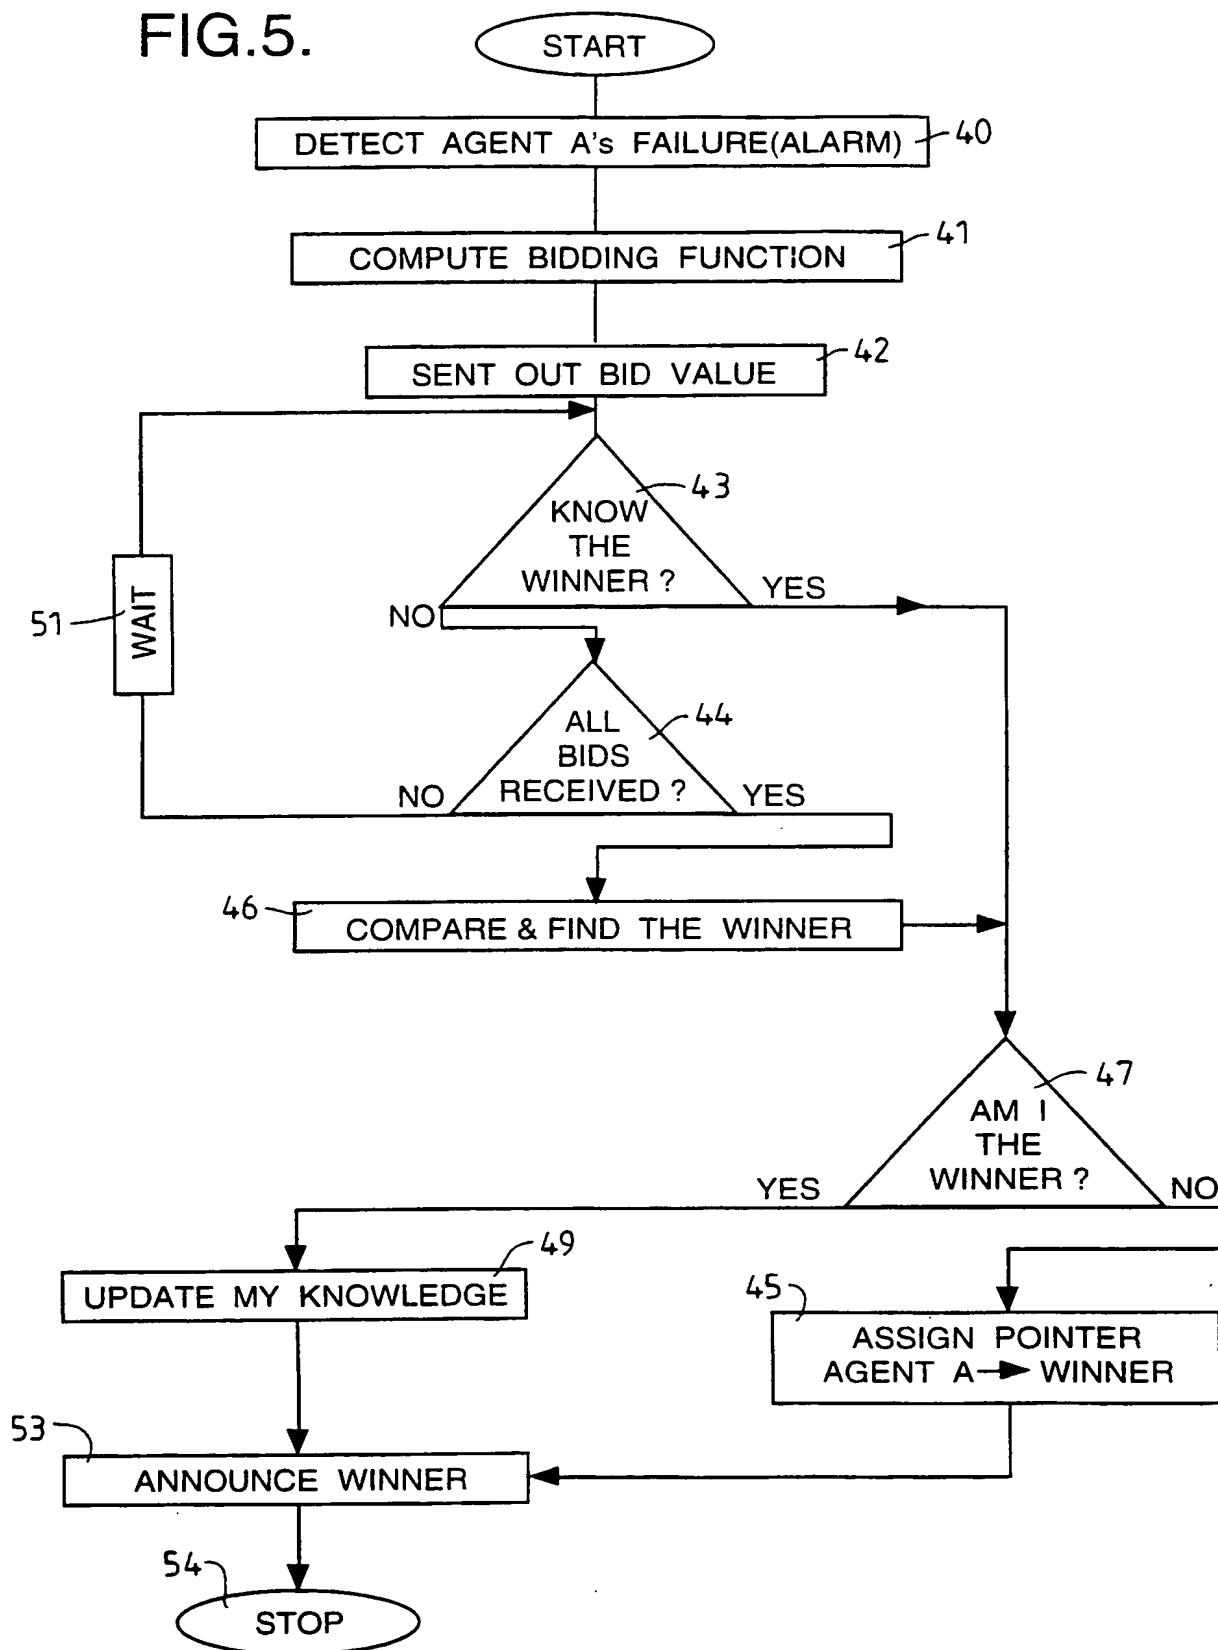 FIG.5.
START
DETECT AGENT A's FAILURE(ALARM)
40
COMPUTE BIDDING FUNCTION
41
SENT OUT BID VALUE
42
KNOW
THE
WINNER ?
43
NO
YES
51
WAIT
ALL
BIDS
RECEIVED ?
44
NO
YES
46
COMPARE & FIND THE WINNER
AM I
THE
WINNER ?
47
YES
NO
49
UPDATE MY KNOWLEDGE
45
ASSIGN POINTER
AGENT A → WINNER
53
ANNOUNCE WINNER
54
STOP